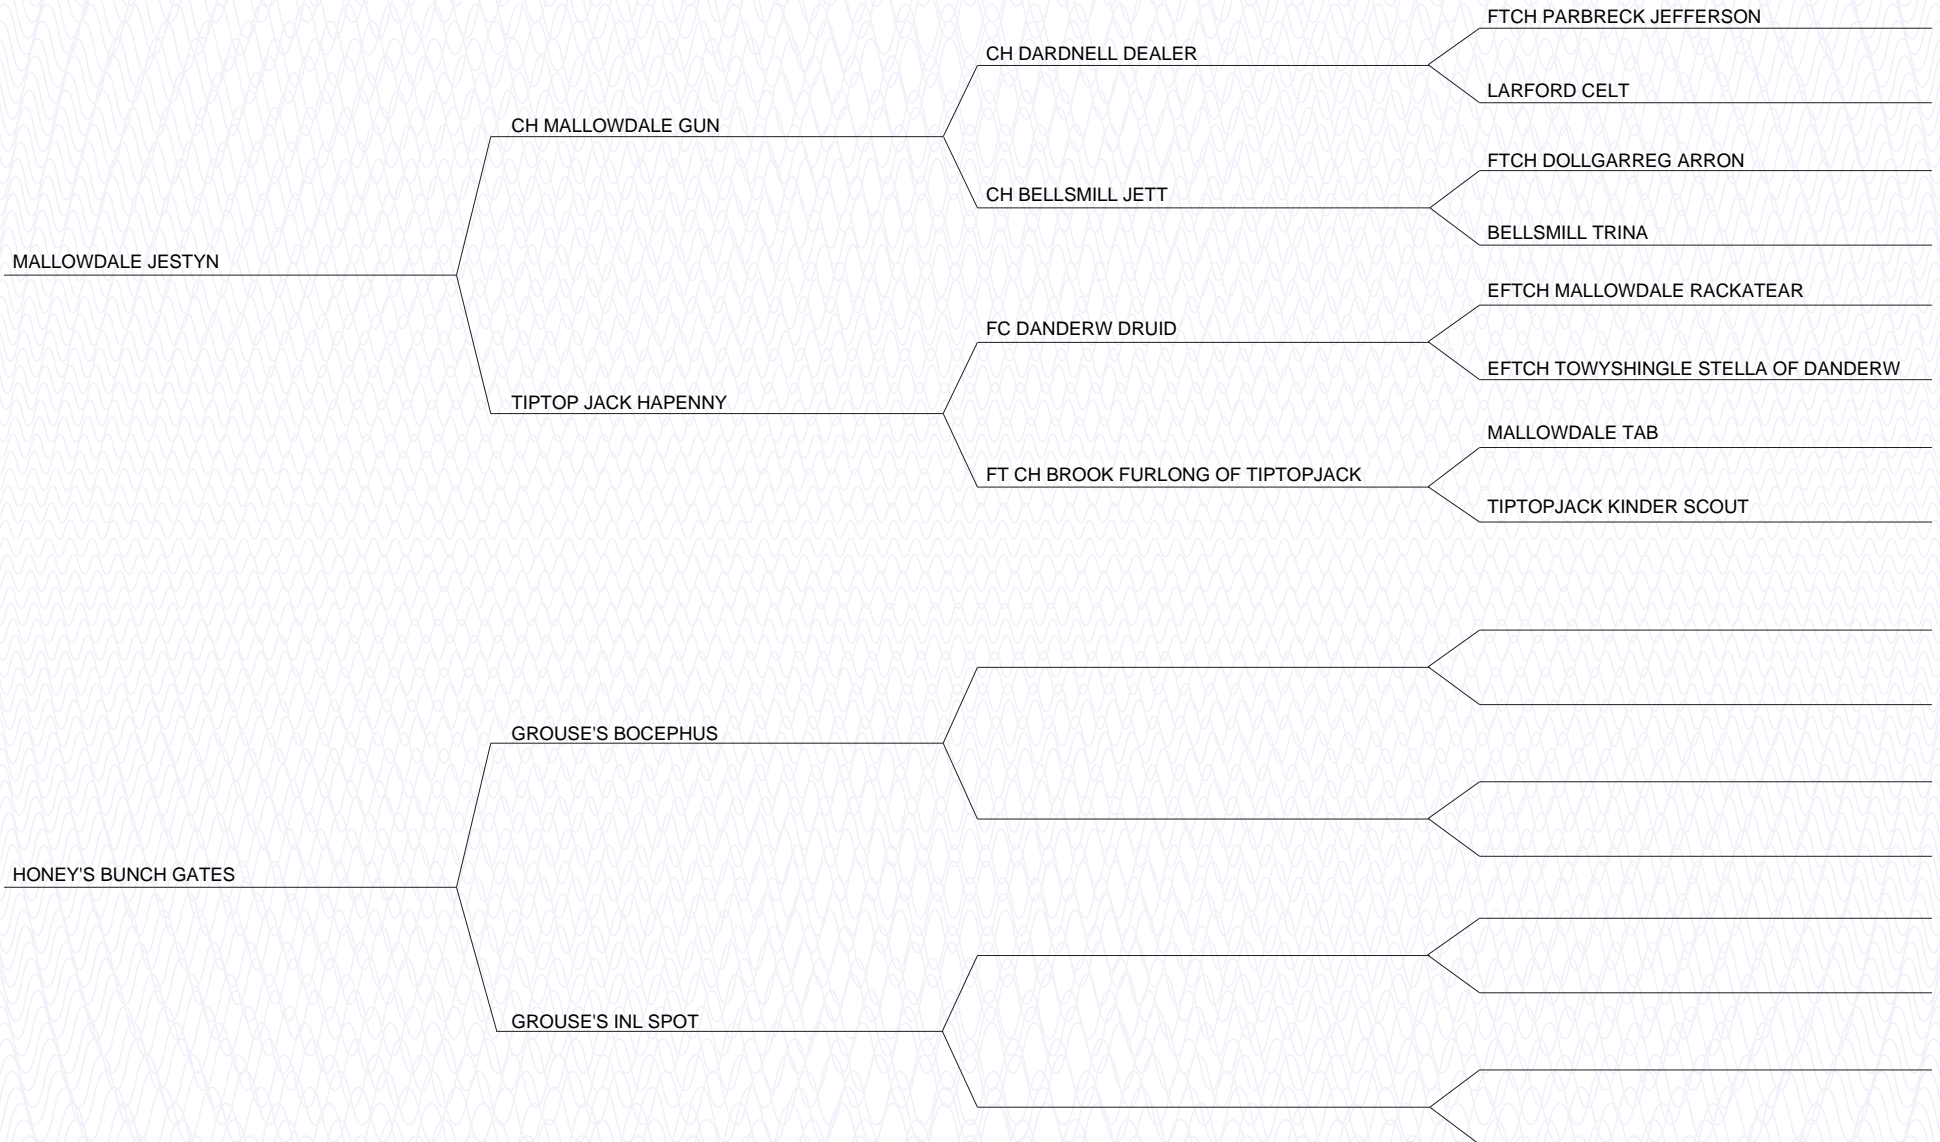 FTCH PARBRECK JEFFERSON
CH DARDNELL DEALER
LARFORD CELT
CH MALLOWDALE GUN
FTCH DOLLGARREG ARRON
CH BELLSMILL JETT
BELLSMILL TRINA
MALLOWDALE JESTYN
EFTCH MALLOWDALE RACKATEAR
FC DANDERW DRUID
EFTCH TOWYSHINGLE STELLA OF DANDERW
TIPTOP JACK HAPENNY
MALLOWDALE TAB
FT CH BROOK FURLONG OF TIPTOPJACK
TIPTOPJACK KINDER SCOUT
GROUSE'S BOCEPHUS
HONEY'S BUNCH GATES
GROUSE'S INL SPOT